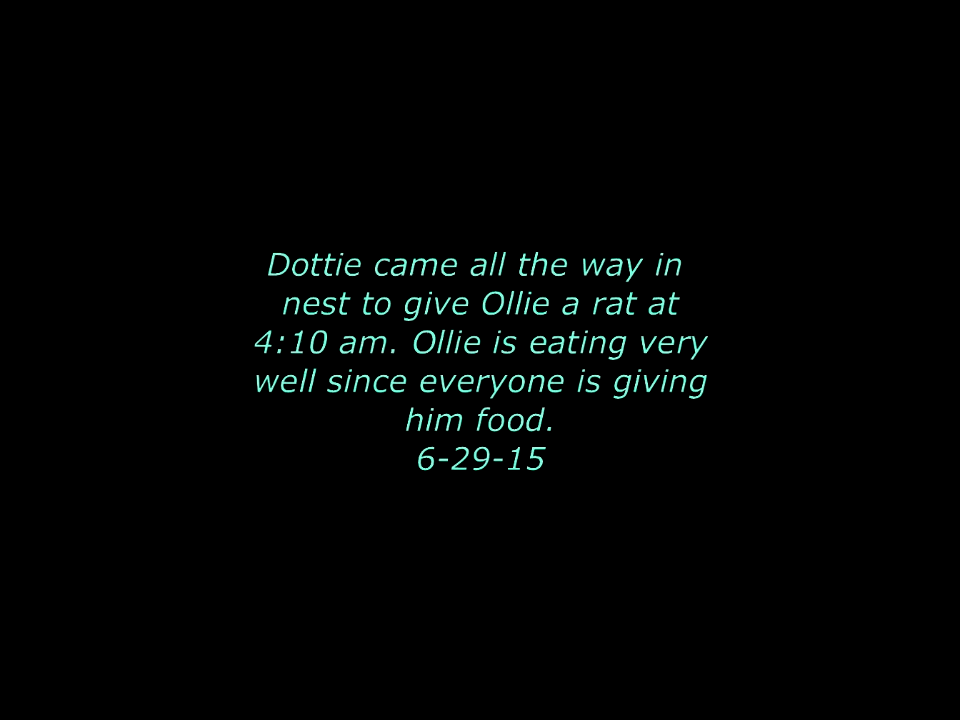 Dottie came all the way in
nest to give Ollie a rat at
4:10 am. Ollie is eating very
well since everyone is giving
him food.
6-29-15